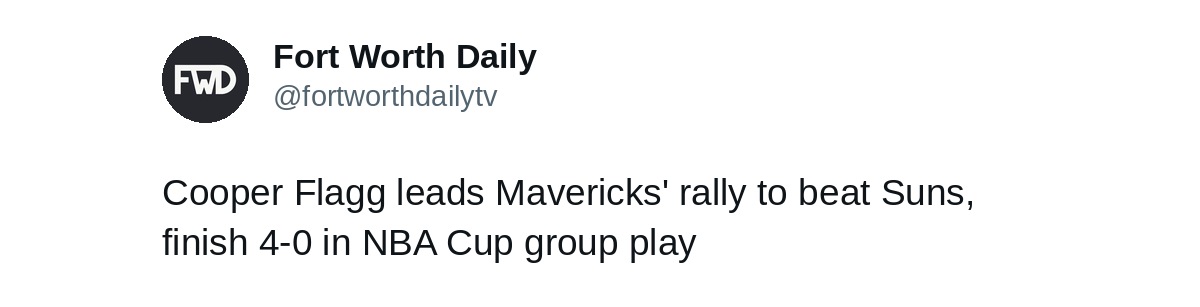 FWD
Fort Worth Daily
@fortworthdailytv
Cooper Flagg leads Mavericks' rally to beat Suns,
finish 4-0 in NBA Cup group play